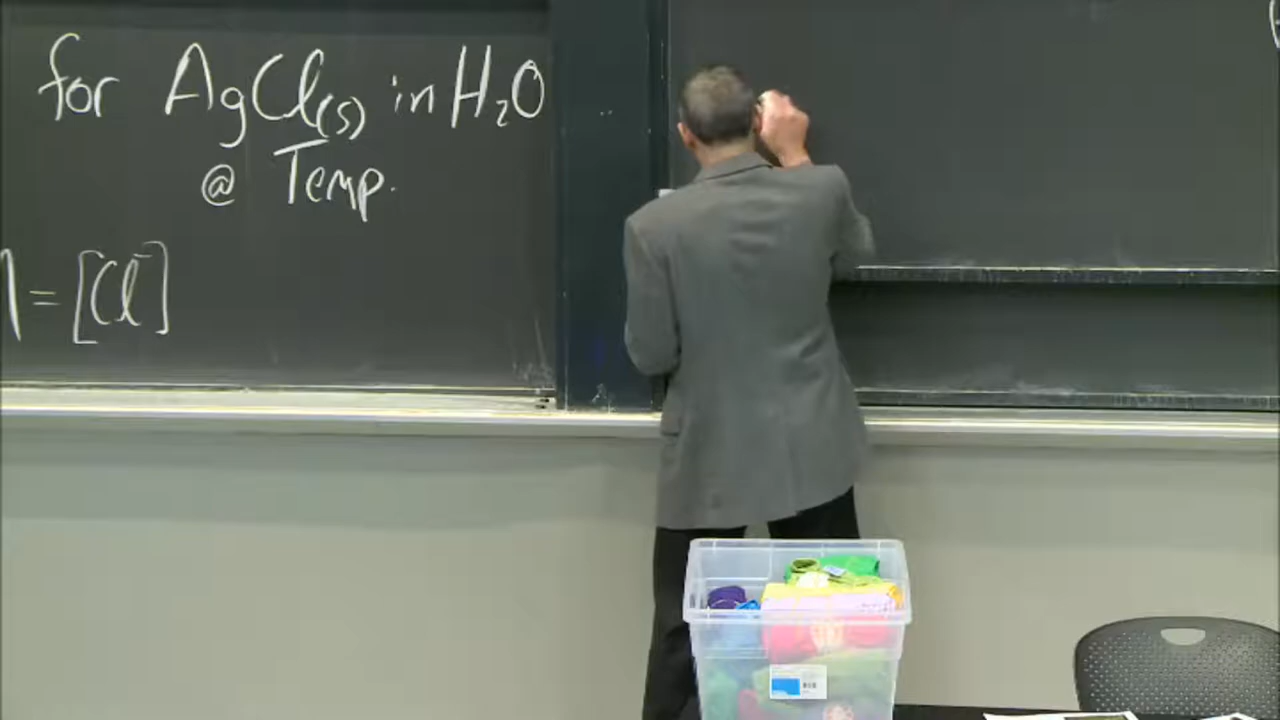 for AgCl(s) in H₂O
@ Temp.
] = [Cl⁻]